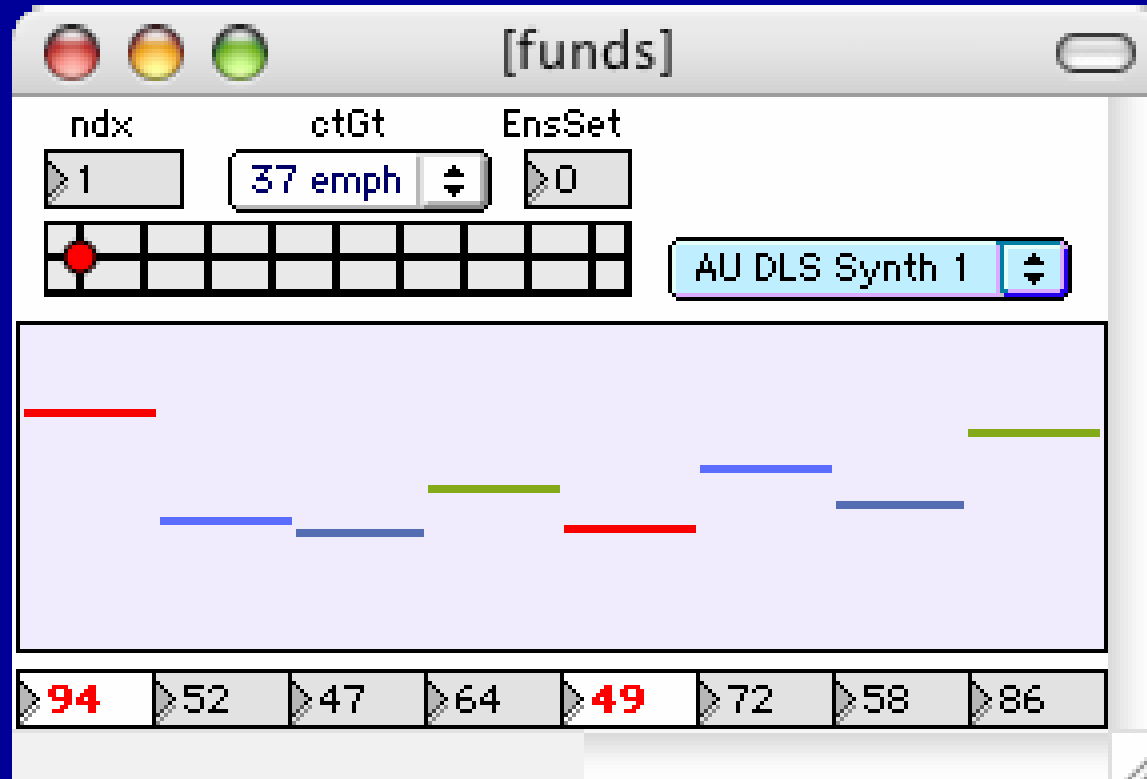 [funds]
ndx ctGt EnsSet
1 37 emph 0
AU DLS Synth 1
94 52 47 64 49 72 58 86